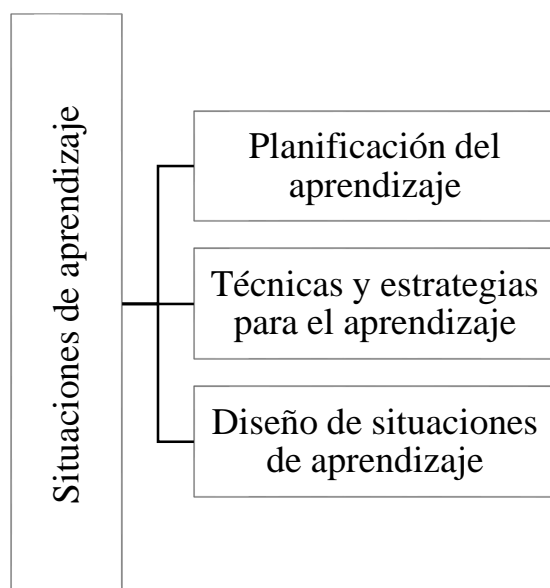 Situaciones de aprendizaje
Planificación del
aprendizaje
Técnicas y estrategias
para el aprendizaje
Diseño de situaciones
de aprendizaje